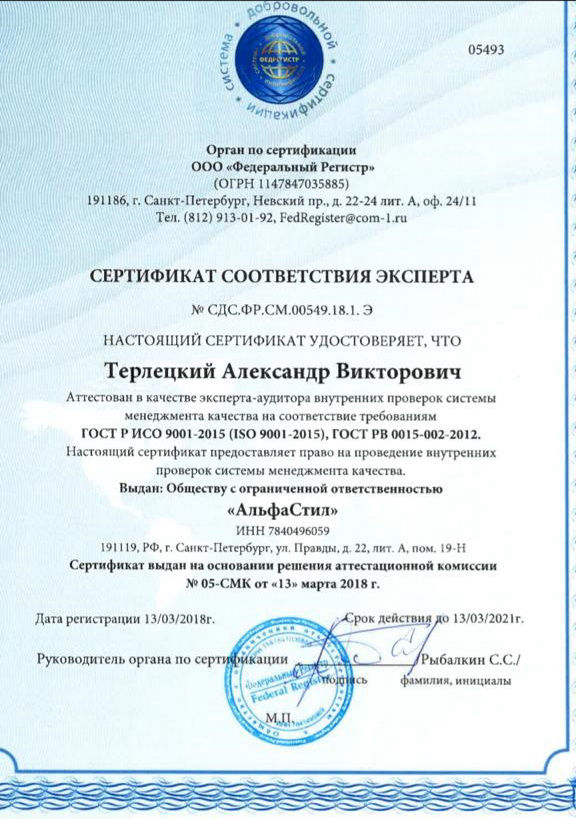 система • добровольной • сертификации •
ФЕДРЕГИСТР
05493
Орган по сертификации
ООО «Федеральный Регистр»
(ОГРН 1147847035885)
191186, г. Санкт-Петербург, Невский пр., д. 22-24 лит. А, оф. 24/11
Тел. (812) 913-01-92, FedRegister@com-1.ru
СЕРТИФИКАТ СООТВЕТСТВИЯ ЭКСПЕРТА
№ СДС.ФР.СМ.00549.18.1. Э
НАСТОЯЩИЙ СЕРТИФИКАТ УДОСТОВЕРЯЕТ, ЧТО
Терлецкий Александр Викторович
Аттестован в качестве эксперта-аудитора внутренних проверок системы
менеджмента качества на соответствие требованиям
ГОСТ Р ИСО 9001-2015 (ISO 9001-2015), ГОСТ РВ 0015-002-2012.
Настоящий сертификат предоставляет право на проведение внутренних
проверок системы менеджмента качества.
Выдан: Обществу с ограниченной ответственностью
«АльфаСтил»
ИНН 7840496059
191119, РФ, г. Санкт-Петербург, ул. Правды, д. 22, лит. А, пом. 19-Н
Сертификат выдан на основании решения аттестационной комиссии
№ 05-СМК от «13» марта 2018 г.
Дата регистрации 13/03/2018г. Срок действия до 13/03/2021г.
Руководитель органа по сертификации /Рыбалкин С.С./
подпись фамилия, инициалы
Федеральный Регистр
Federal Register
М.П.